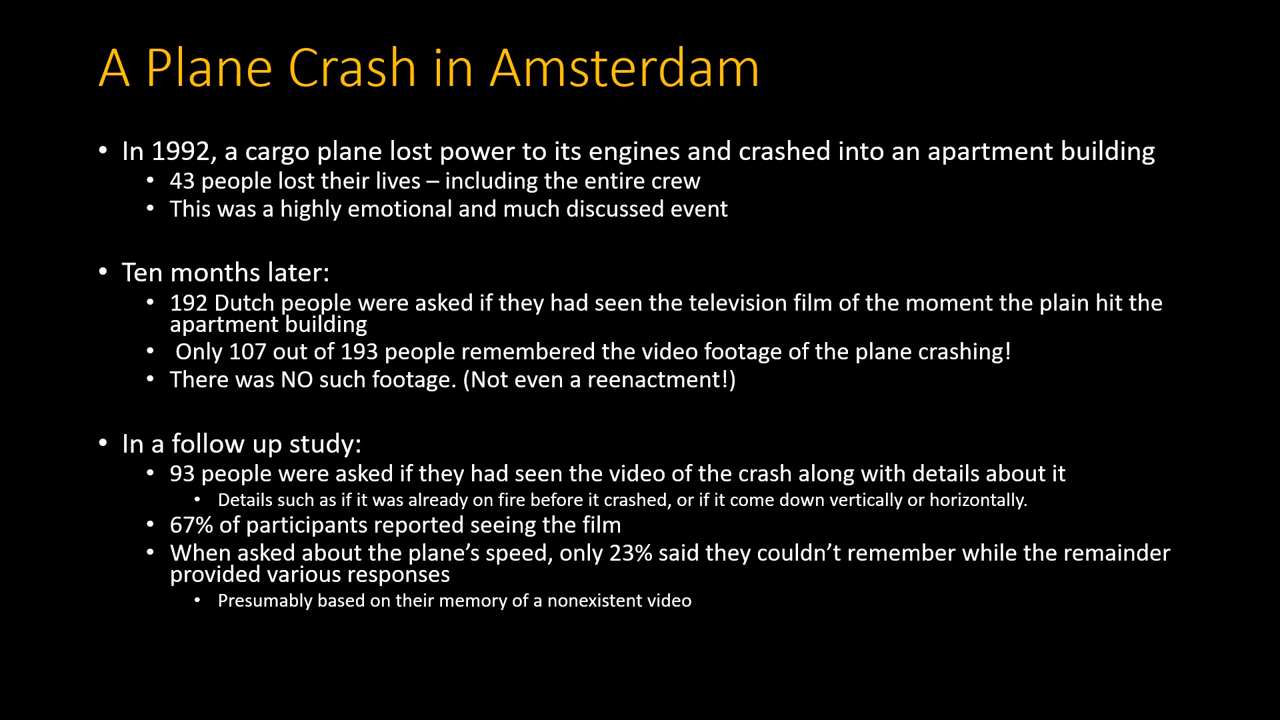 A Plane Crash in Amsterdam
• In 1992, a cargo plane lost power to its engines and crashed into an apartment building
• 43 people lost their lives – including the entire crew
• This was a highly emotional and much discussed event
• Ten months later:
• 192 Dutch people were asked if they had seen the television film of the moment the plain hit the
apartment building
• Only 107 out of 193 people remembered the video footage of the plane crashing!
• There was NO such footage. (Not even a reenactment!)
• In a follow up study:
• 93 people were asked if they had seen the video of the crash along with details about it
• Details such as if it was already on fire before it crashed, or if it come down vertically or horizontally.
• 67% of participants reported seeing the film
• When asked about the plane’s speed, only 23% said they couldn’t remember while the remainder
provided various responses
• Presumably based on their memory of a nonexistent video